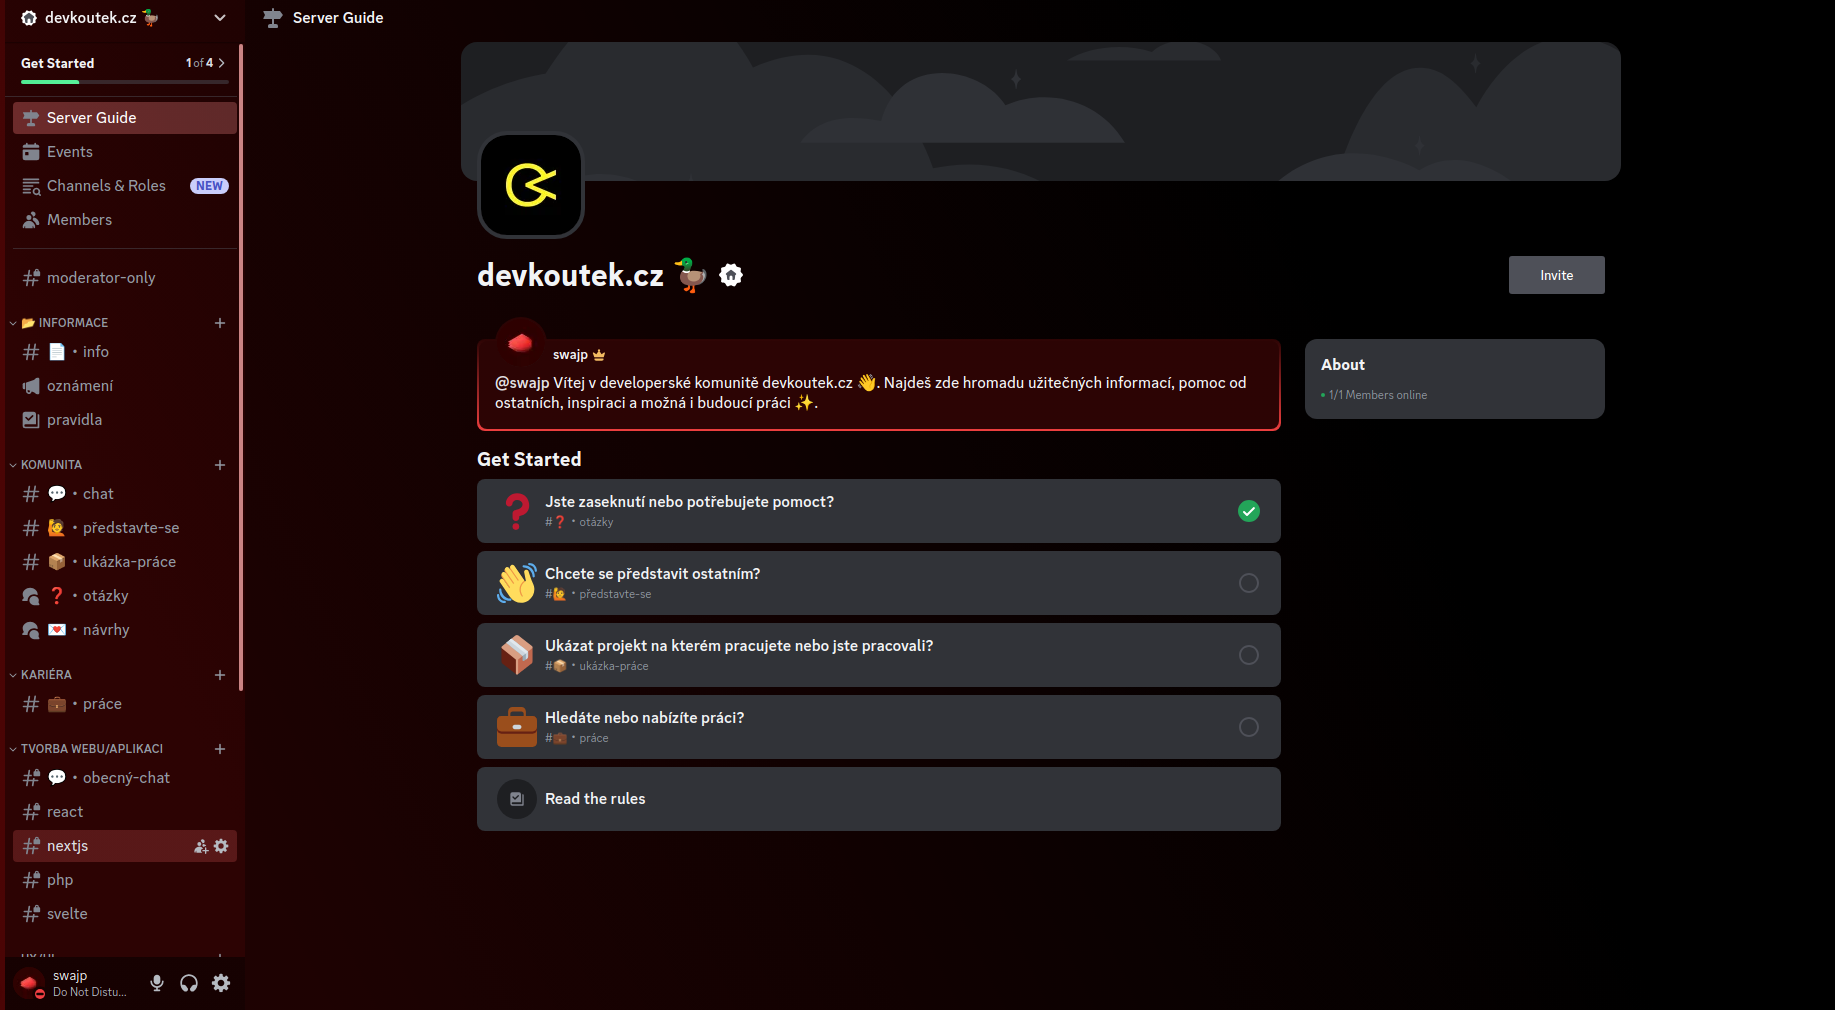 devkoutek.cz 🦆
Get Started
1 of 4
Server Guide
Events
Channels & Roles
NEW
Members
moderator-only
📂 INFORMACE
📄 • info
oznámení
pravidla
KOMUNITA
💬 • chat
🙋 • představte-se
📦 • ukázka-práce
❓ • otázky
💌 • návrhy
KARIÉRA
💼 • práce
TVORBA WEBU/APLIKACI
💬 • obecný-chat
react
nextjs
php
svelte
swajp
Do Not Distu...
Server Guide
devkoutek.cz 🦆
Invite
swajp
@swajp Vítej v developerské komunitě devkoutek.cz 👋. Najdeš zde hromadu užitečných informací, pomoc od
ostatních, inspiraci a možná i budoucí práci ✨.
About
1/1 Members online
Get Started
Jste zaseknutí nebo potřebujete pomoct?
#❓ • otázky
Chcete se představit ostatním?
#🙋 • představte-se
Ukázat projekt na kterém pracujete nebo jste pracovali?
#📦 • ukázka-práce
Hledáte nebo nabízíte práci?
#💼 • práce
Read the rules